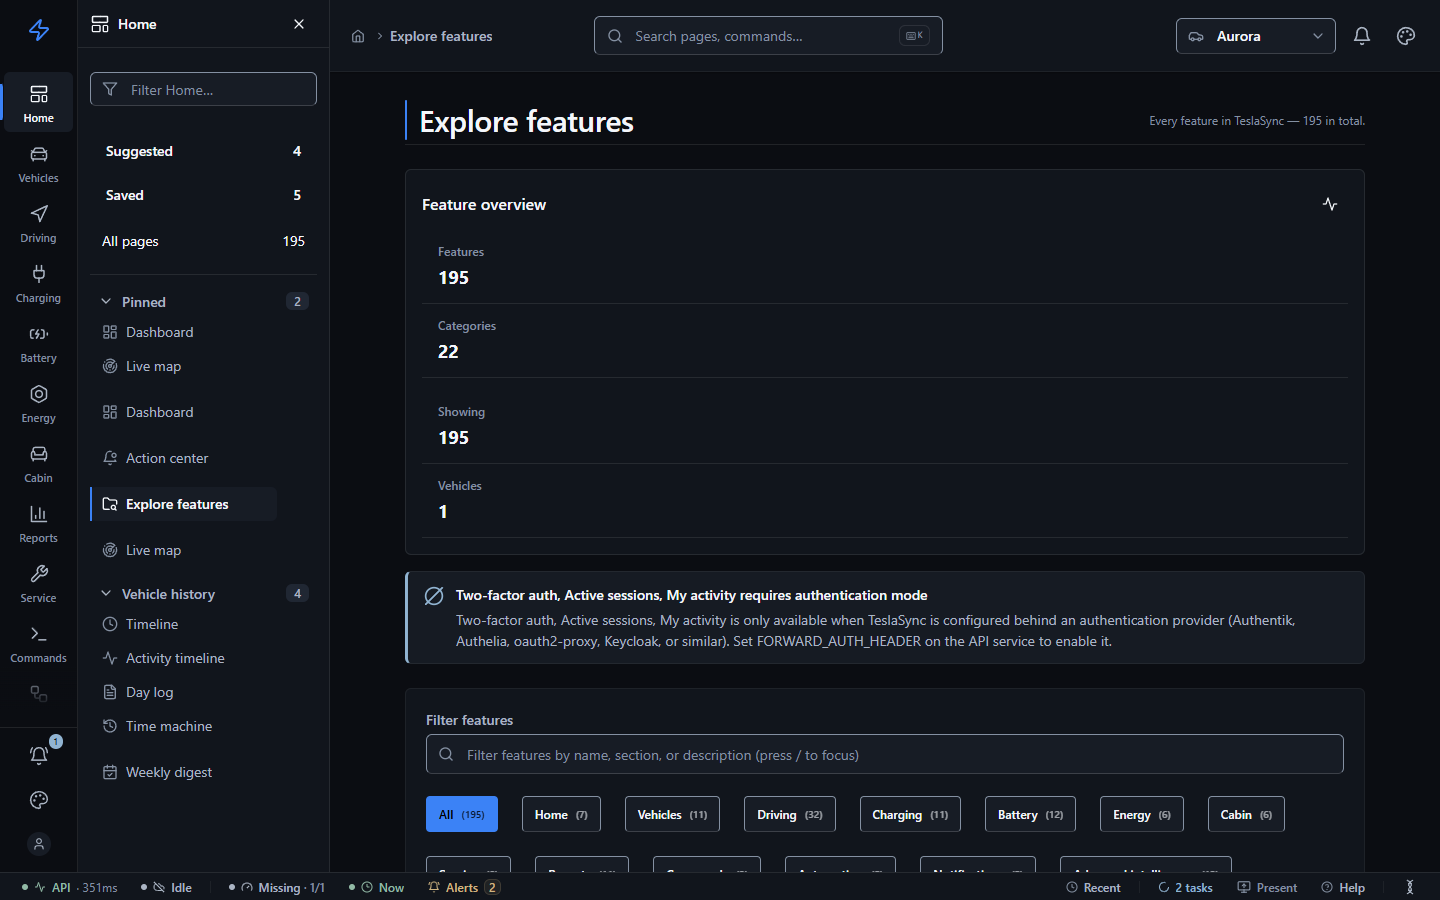 Home
Explore features
Search pages, commands...
K
Aurora
Home
Vehicles
Driving
Charging
Battery
Energy
Cabin
Reports
Service
Commands
1
Filter Home...
Suggested 4
Saved 5
All pages 195
Pinned 2
Dashboard
Live map
Dashboard
Action center
Explore features
Live map
Vehicle history 4
Timeline
Activity timeline
Day log
Time machine
Weekly digest
Explore features
Every feature in TeslaSync — 195 in total.
Feature overview
Features
195
Categories
22
Showing
195
Vehicles
1
Two-factor auth, Active sessions, My activity requires authentication mode
Two-factor auth, Active sessions, My activity is only available when TeslaSync is configured behind an authentication provider (Authentik,
Authelia, oauth2-proxy, Keycloak, or similar). Set FORWARD_AUTH_HEADER on the API service to enable it.
Filter features
Filter features by name, section, or description (press / to focus)
All (195) Home (7) Vehicles (11) Driving (32) Charging (11) Battery (12) Energy (6) Cabin (6)
API · 351ms Idle Missing · 1/1 Now Alerts 2 Recent 2 tasks Present Help